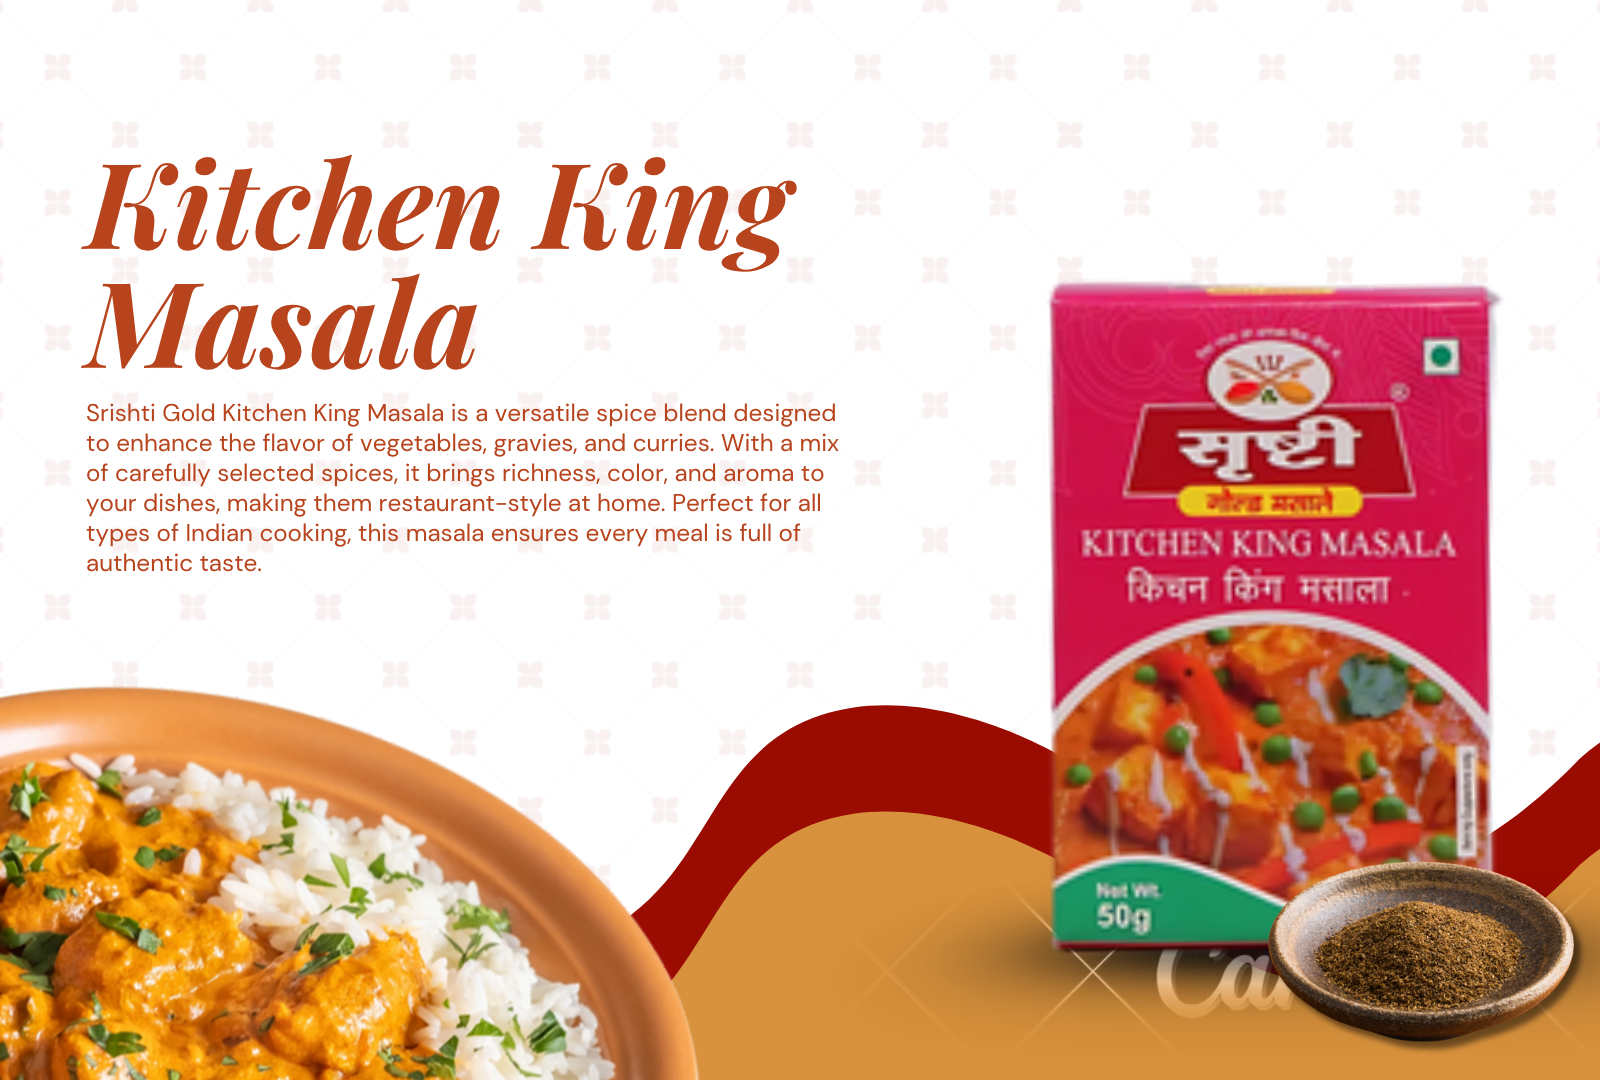 Kitchen King
Masala
Srishti Gold Kitchen King Masala is a versatile spice blend designed
to enhance the flavor of vegetables, gravies, and curries. With a mix
of carefully selected spices, it brings richness, color, and aroma to
your dishes, making them restaurant-style at home. Perfect for all
types of Indian cooking, this masala ensures every meal is full of
authentic taste.
®
सृष्टी
गोल्ड मसाले
KITCHEN KING MASALA
किचन किंग मसाला
Net Wt.
50g